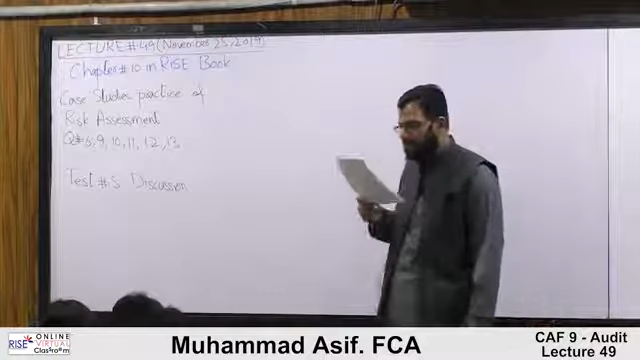 LECTURE #49 (November 25, 2019)
Chapter #10 in RISE Book
Case Studies practice of
Risk Assessment
Q# 8, 9, 10, 11, 12, 13
Test #5 Discussion
RISE ONLINE
VIRTUAL
Classroom
Muhammad Asif. FCA
CAF 9 - Audit
Lecture 49